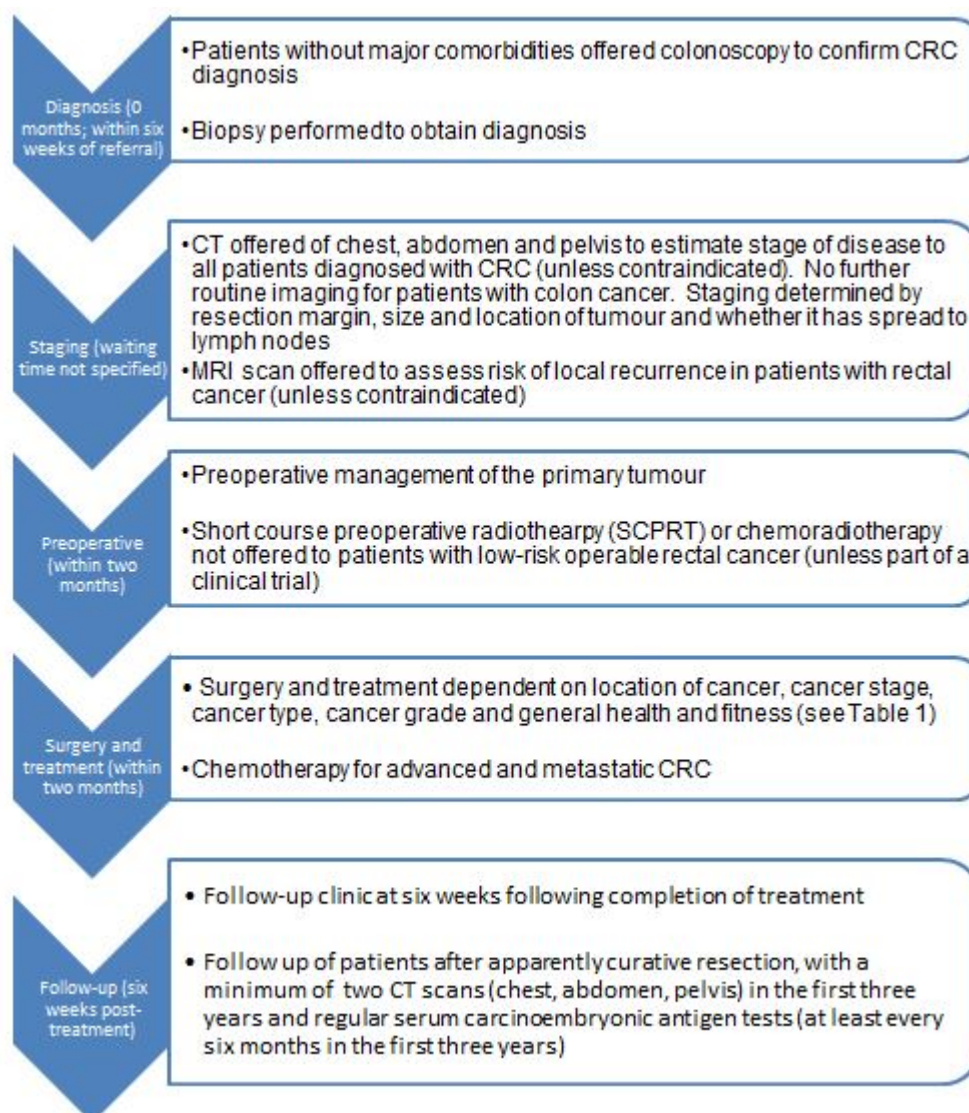 Diagnosis (0
months; within six
weeks of referral)
•Patients without major comorbidities offered colonoscopy to confirm CRC
diagnosis
•Biopsy performed to obtain diagnosis
Staging (waiting
time not specified)
•CT offered of chest, abdomen and pelvis to estimate stage of disease to
all patients diagnosed with CRC (unless contraindicated). No further
routine imaging for patients with colon cancer. Staging determined by
resection margin, size and location of tumour and whether it has spread to
lymph nodes
•MRI scan offered to assess risk of local recurrence in patients with rectal
cancer (unless contraindicated)
Preoperative
(within two
months)
•Preoperative management of the primary tumour
•Short course preoperative radiothearpy (SCPRT) or chemoradiotherapy
not offered to patients with low-risk operable rectal cancer (unless part of a
clinical trial)
Surgery and
treatment (within
two months)
• Surgery and treatment dependent on location of cancer, cancer stage,
cancer type, cancer grade and general health and fitness (see Table 1)
•Chemotherapy for advanced and metastatic CRC
Follow-up (six
weeks post-
treatment)
• Follow-up clinic at six weeks following completion of treatment
• Follow up of patients after apparently curative resection, with a
minimum of two CT scans (chest, abdomen, pelvis) in the first three
years and regular serum carcinoembryonic antigen tests (at least every
six months in the first three years)